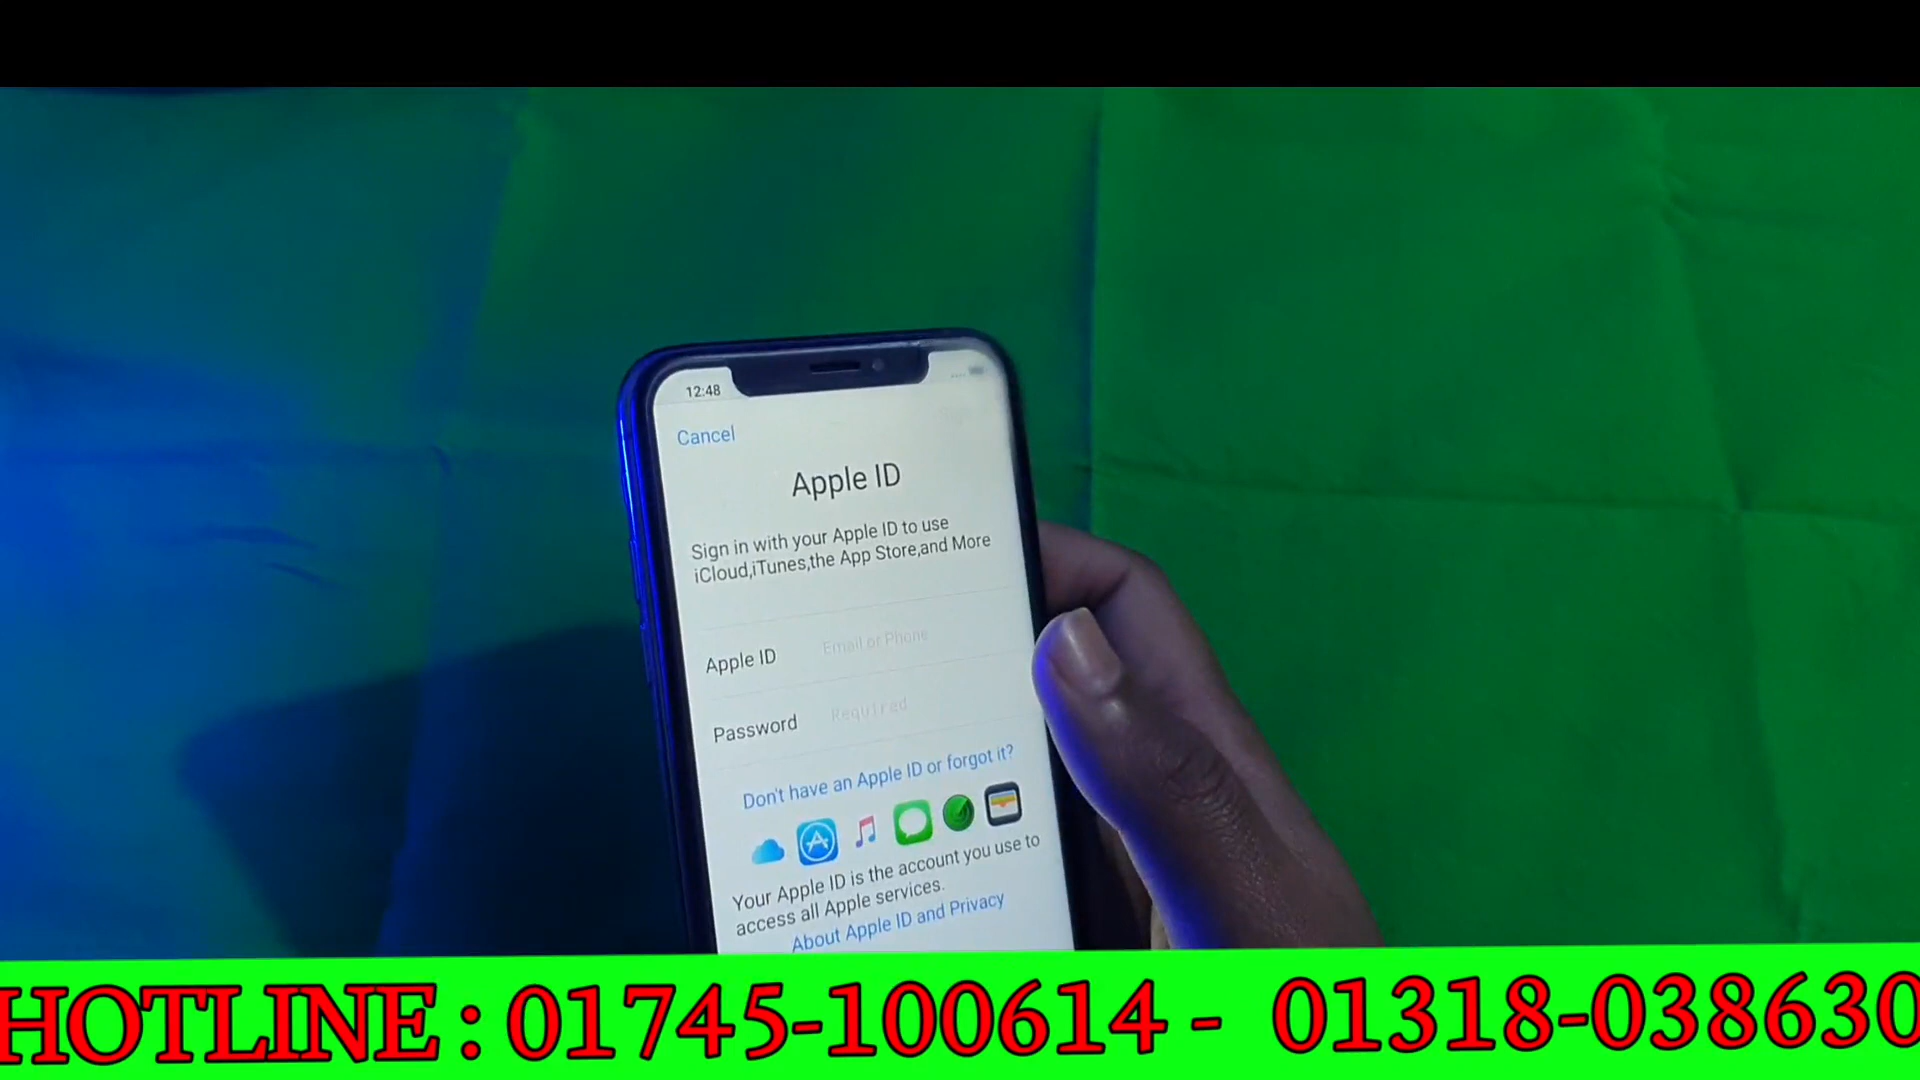 12:48
Cancel
Apple ID
Sign in with your Apple ID to use
iCloud,iTunes,the App Store,and More
Apple ID Email or Phone
Password Required
Don't have an Apple ID or forgot it?
Your Apple ID is the account you use to
access all Apple services.
About Apple ID and Privacy
HOTLINE : 01745-100614 - 01318-038630